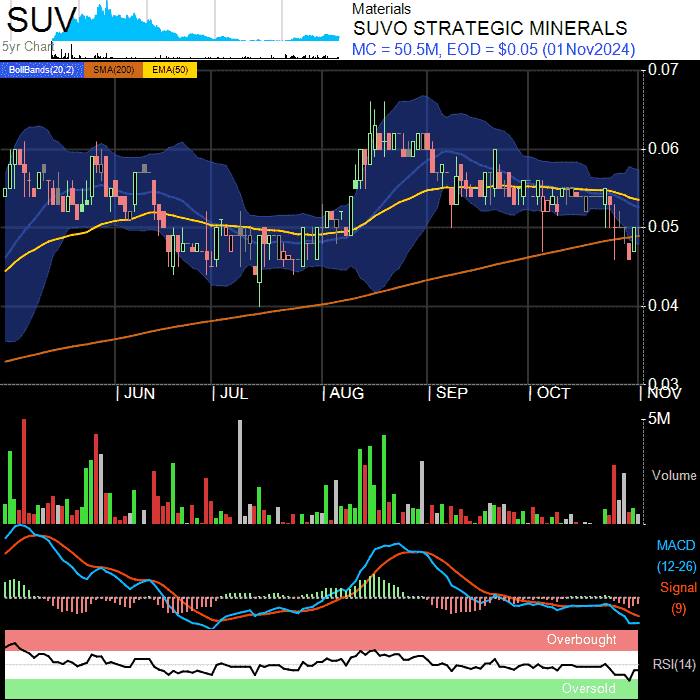 SUV
5yr Chart
Materials
SUVO STRATEGIC MINERALS
MC = 50.5M, EOD = $0.05 (01Nov2024)
BollBands(20,2) SMA(200) EMA(50)
0.07
0.06
0.05
0.04
0.03
JUN JUL AUG SEP OCT NOV
5M
Volume
MACD
(12-26)
Signal
(9)
Overbought
RSI(14)
Oversold